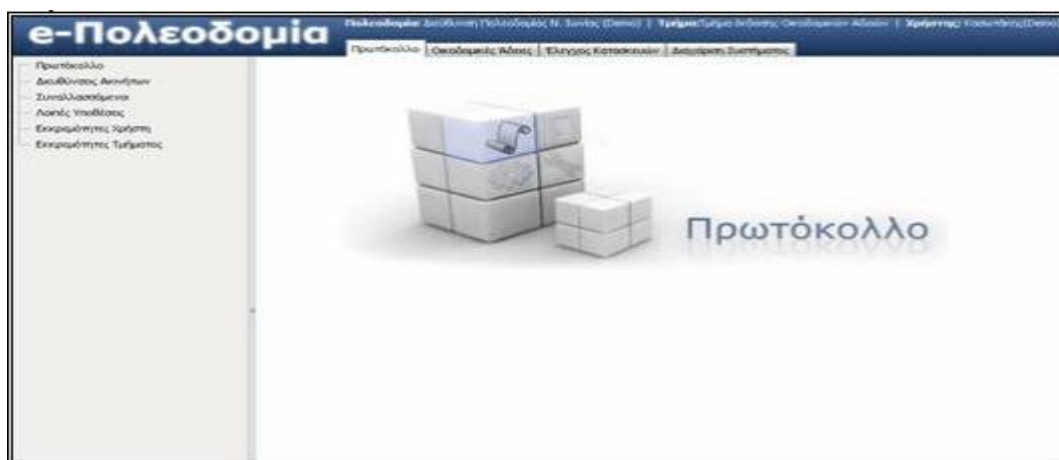 e-Πολεοδομία
Πολεοδομία: Διεύθυνση Πολεοδομίας Ν. Ιωνίας (Demo) | Τμήμα:Τμήμα έκδοσης Οικοδομικών Αδειών | Χρήστης:
Πρωτόκολλο Οικοδομικές Άδειες Έλεγχος Κατασκευών Διαχείριση Συστήματος
Πρωτόκολλο
Διευθύνσεις Ακινήτων
Συναλλασσόμενοι
Λοιπές Υποθέσεις
Εκκρεμότητες Χρήστη
Εκκρεμότητες Τμήματος
Πρωτόκολλο